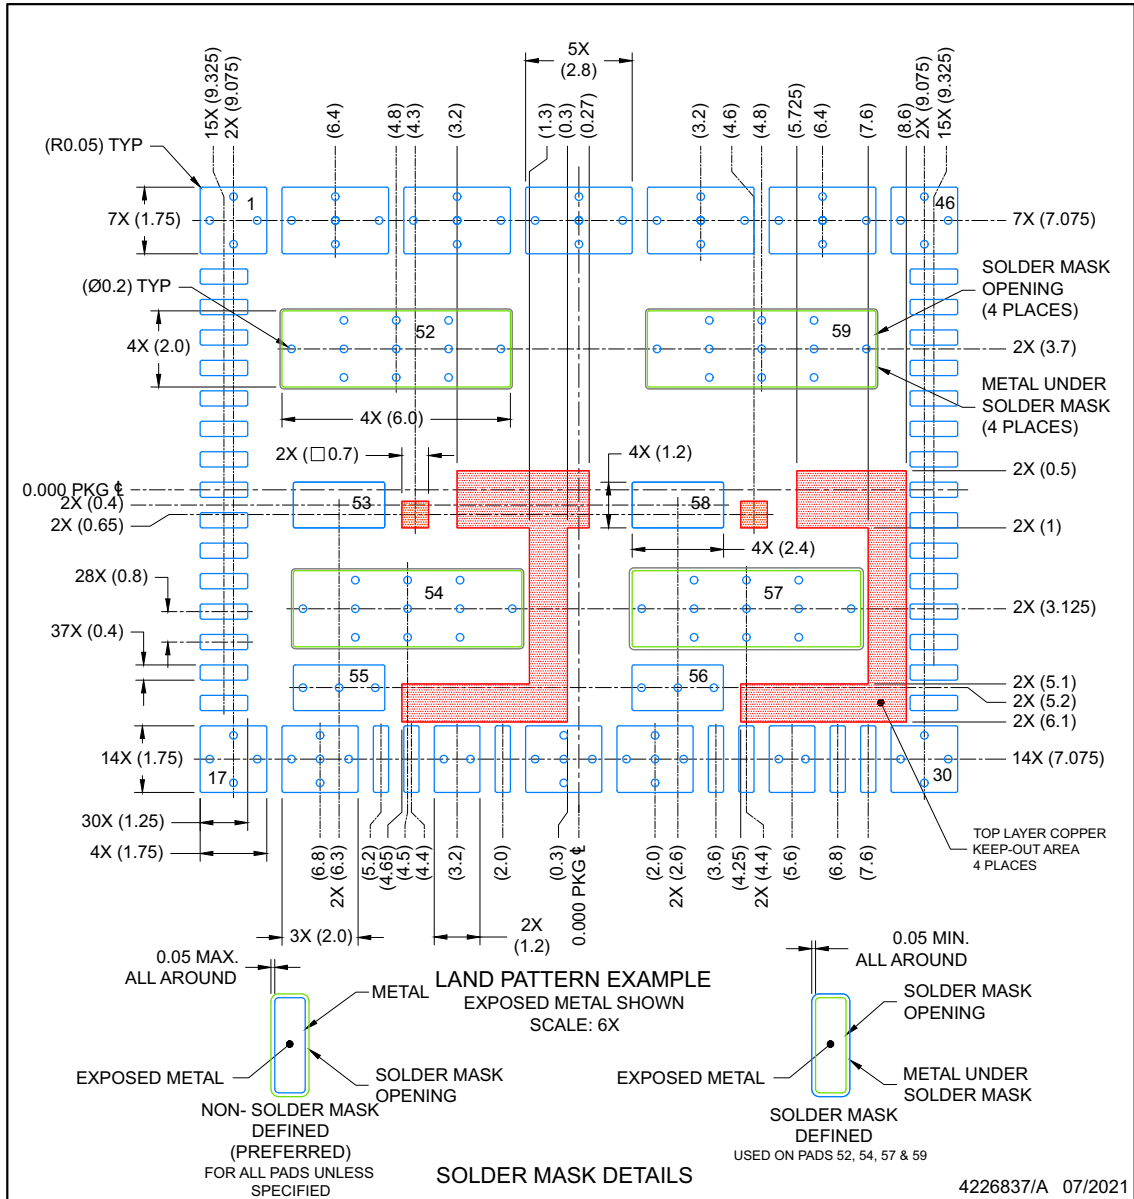 15X (9.325)
2X (9.075)
(6.4)
(4.8)
(4.3)
(3.2)
5X
(2.8)
(1.3)
(0.3)
(0.27)
(3.2)
(4.6)
(4.8)
(5.725)
(6.4)
(7.6)
(8.6)
2X (9.075)
15X (9.325)
(R0.05) TYP
1
46
7X (1.75)
7X (7.075)
(Ø0.2) TYP
SOLDER MASK
OPENING
(4 PLACES)
52
59
4X (2.0)
2X (3.7)
METAL UNDER
SOLDER MASK
(4 PLACES)
4X (6.0)
2X (□0.7)
4X (1.2)
2X (0.5)
0.000 PKG ℄
2X (0.4)
2X (0.65)
53
58
2X (1)
4X (2.4)
28X (0.8)
54
57
2X (3.125)
37X (0.4)
55
56
2X (5.1)
2X (5.2)
2X (6.1)
14X (1.75)
14X (7.075)
17
30
30X (1.25)
4X (1.75)
TOP LAYER COPPER
KEEP-OUT AREA
4 PLACES
(6.8)
2X (6.3)
(5.2)
(4.65)
(4.5)
(4.4)
(3.2)
(2.0)
(0.3)
0.000 PKG ℄
(2.0)
2X (2.6)
(3.6)
(4.25)
2X (4.4)
(5.6)
(6.8)
(7.6)
3X (2.0)
2X
(1.2)
LAND PATTERN EXAMPLE
EXPOSED METAL SHOWN
SCALE: 6X
0.05 MAX.
ALL AROUND
METAL
EXPOSED METAL
SOLDER MASK
OPENING
NON- SOLDER MASK
DEFINED
(PREFERRED)
FOR ALL PADS UNLESS
SPECIFIED
0.05 MIN.
ALL AROUND
SOLDER MASK
OPENING
EXPOSED METAL
METAL UNDER
SOLDER MASK
SOLDER MASK
DEFINED
USED ON PADS 52, 54, 57 & 59
SOLDER MASK DETAILS
4226837/A 07/2021